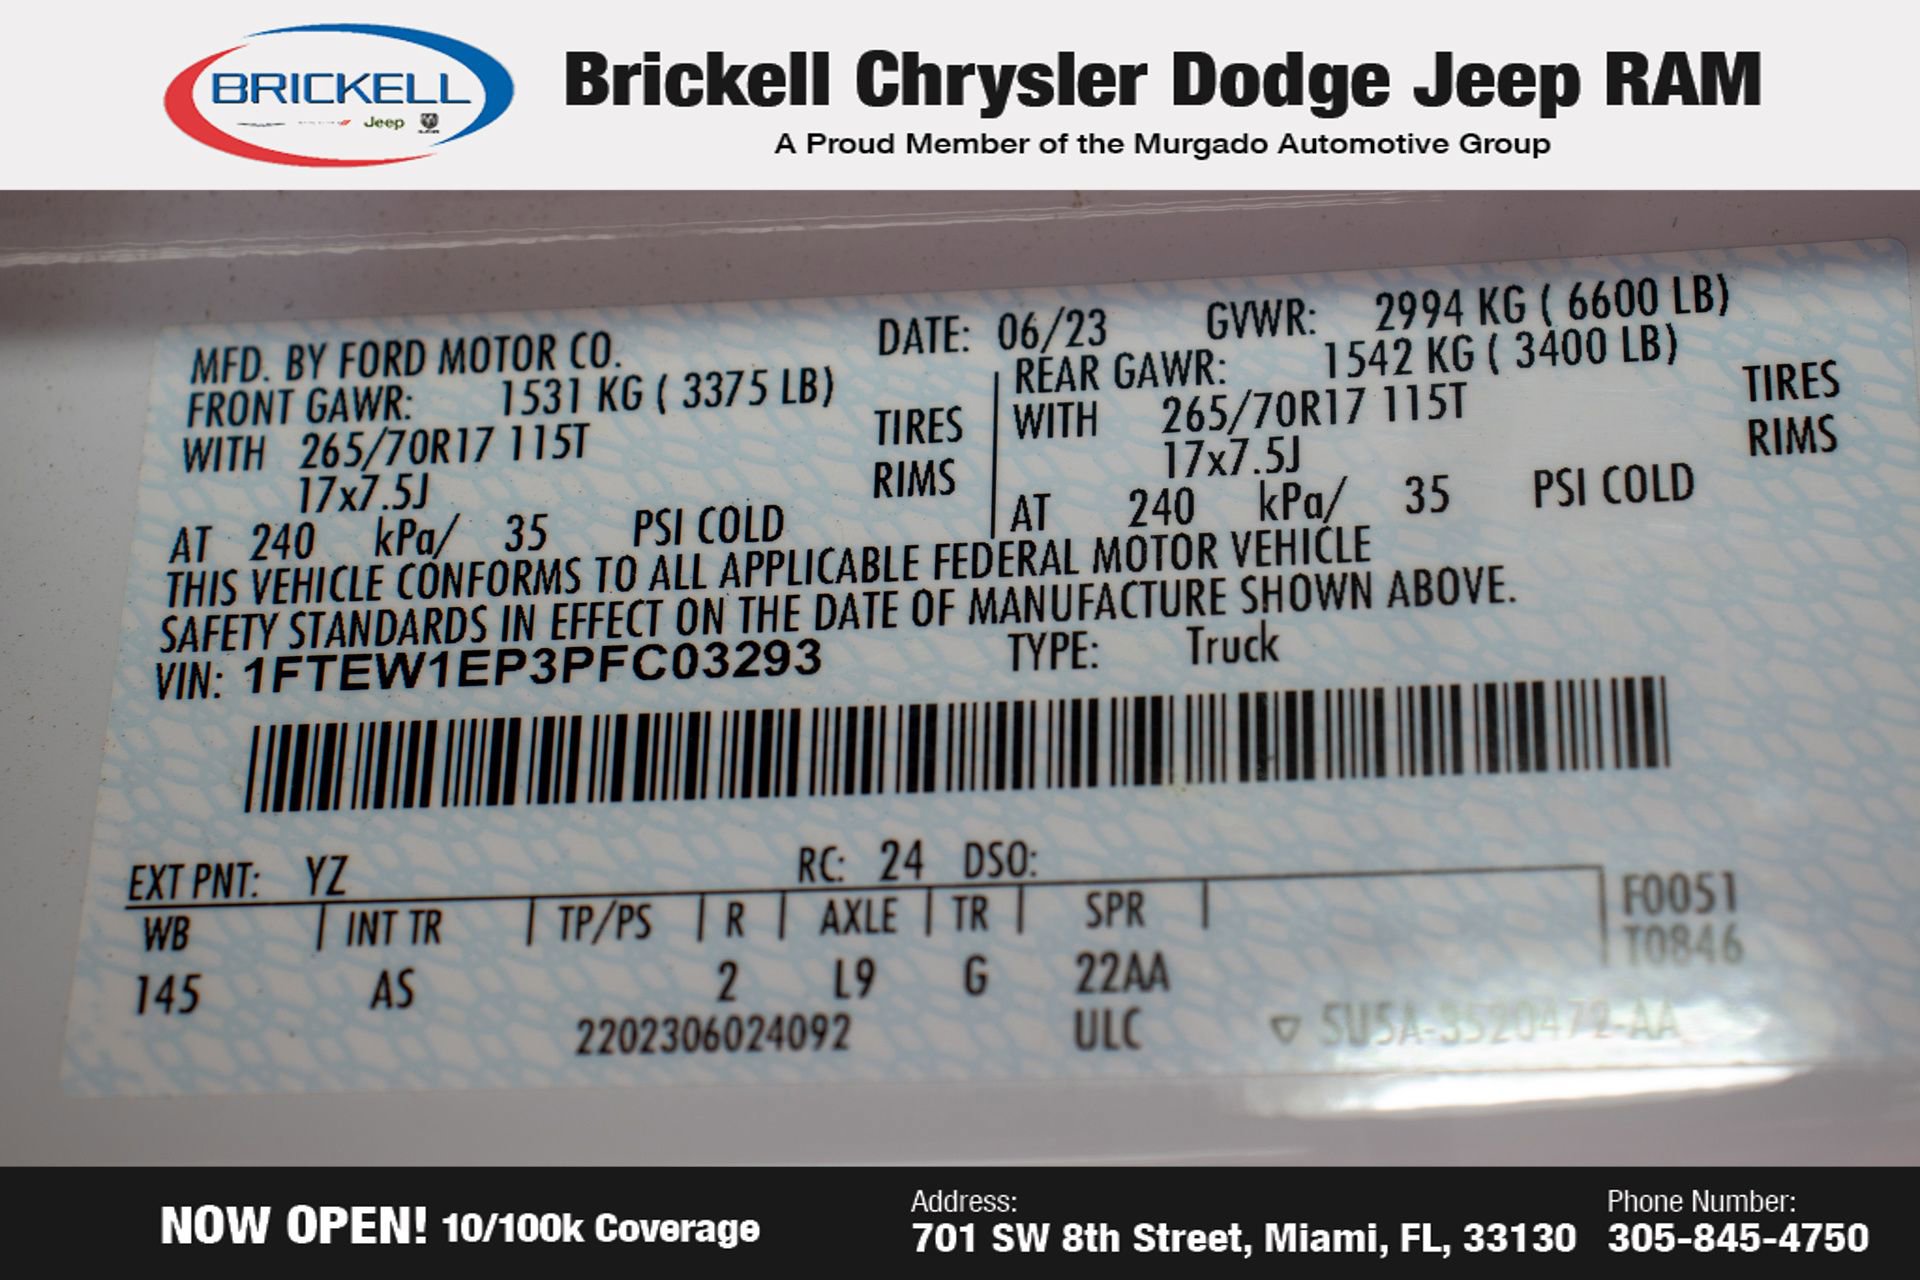 BRICKELL
Jeep
Brickell Chrysler Dodge Jeep RAM
A Proud Member of the Murgado Automotive Group
MFD. BY FORD MOTOR CO. DATE: 06/23 GVWR: 2994 KG ( 6600 LB)
FRONT GAWR: 1531 KG ( 3375 LB) REAR GAWR: 1542 KG ( 3400 LB)
WITH 265/70R17 115T TIRES WITH 265/70R17 115T TIRES
17x7.5J RIMS 17x7.5J RIMS
AT 240 kPa/ 35 PSI COLD AT 240 kPa/ 35 PSI COLD
THIS VEHICLE CONFORMS TO ALL APPLICABLE FEDERAL MOTOR VEHICLE
SAFETY STANDARDS IN EFFECT ON THE DATE OF MANUFACTURE SHOWN ABOVE.
VIN: 1FTEW1EP3PFC03293 TYPE: Truck
EXT PNT: YZ RC: 24 DSO:
WB INT TR TP/PS R AXLE TR SPR F0051
T0846
145 AS 2 L9 G 22AA
2202306024092 ULC 5U5A-3520472-AA
NOW OPEN! 10/100k Coverage
Address:
701 SW 8th Street, Miami, FL, 33130
Phone Number:
305-845-4750